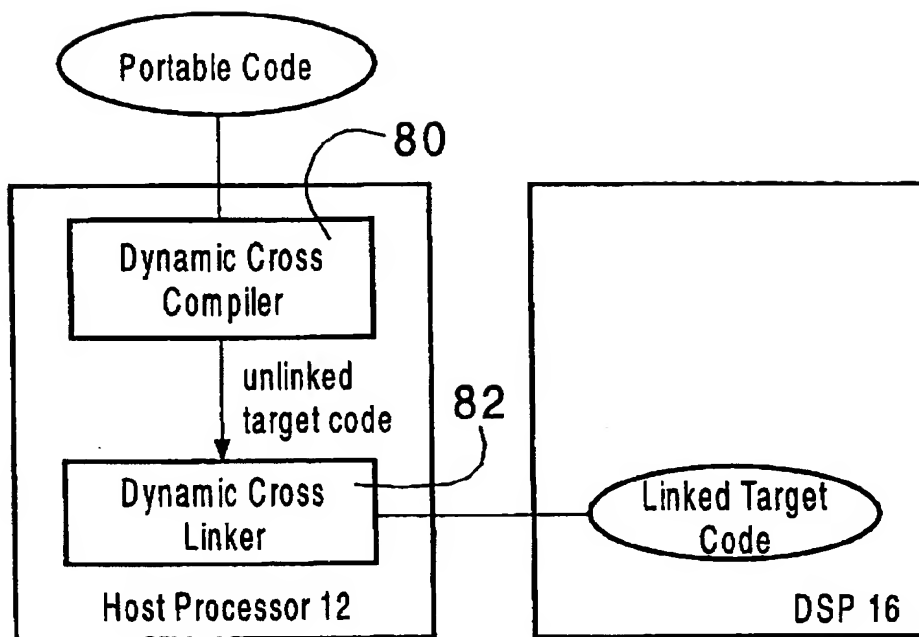 Portable Code
80
Dynamic Cross
Compiler
unlinked
target code
82
Dynamic Cross
Linker
Linked Target
Code
Host Processor 12
DSP 16